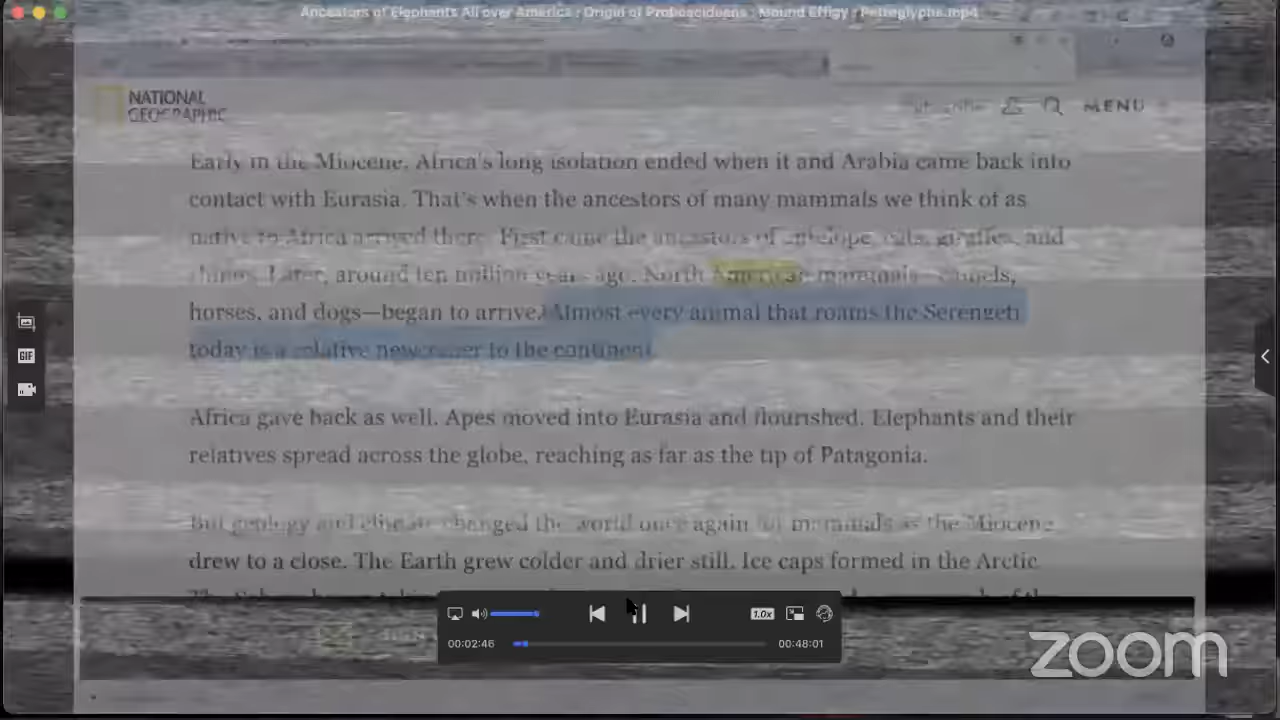 Ancestors of Elephants All over America : Origin of Proboscideans : Mound Effigy : Petroglyphs.mp4
NATIONAL
GEOGRAPHIC
Subscribe
MENU
Early in the Miocene, Africa's long isolation ended when it and Arabia came back into
contact with Eurasia. That's when the ancestors of many mammals we think of as
native to Africa arrived there. First came the ancestors of antelope, cats, giraffes, and
rhinos. Later, around ten million years ago, North American mammals—camels,
horses, and dogs—began to arrive. Almost every animal that roams the Serengeti
today is a relative newcomer to the continent.
Africa gave back as well. Apes moved into Eurasia and flourished. Elephants and their
relatives spread across the globe, reaching as far as the tip of Patagonia.
But geology and climate changed the world once again for mammals as the Miocene
drew to a close. The Earth grew colder and drier still. Ice caps formed in the Arctic
GIF
1.0x
00:02:46
00:48:01
zoom